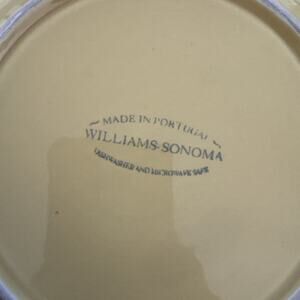 ~ MADE IN PORTUGAL ~
WILLIAMS-SONOMA
DISHWASHER AND MICROWAVE SAFE